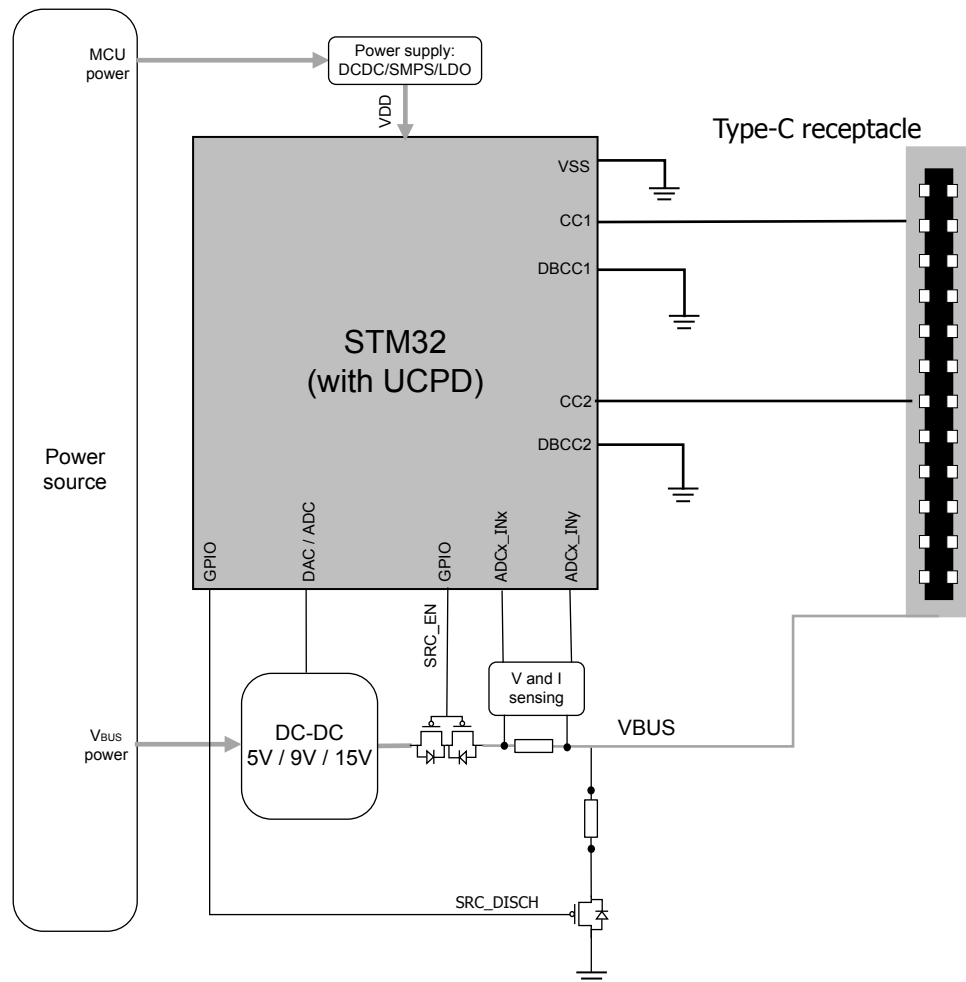 MCU
power
Power supply:
DCDC/SMPS/LDO
VDD
Type-C receptacle
VSS
CC1
DBCC1
STM32
(with UCPD)
CC2
DBCC2
Power
source
GPIO
DAC / ADC
GPIO
ADCx_INx
ADCx_INy
SRC_EN
V and I
sensing
VBUS
power
DC-DC
5V / 9V / 15V
VBUS
SRC_DISCH